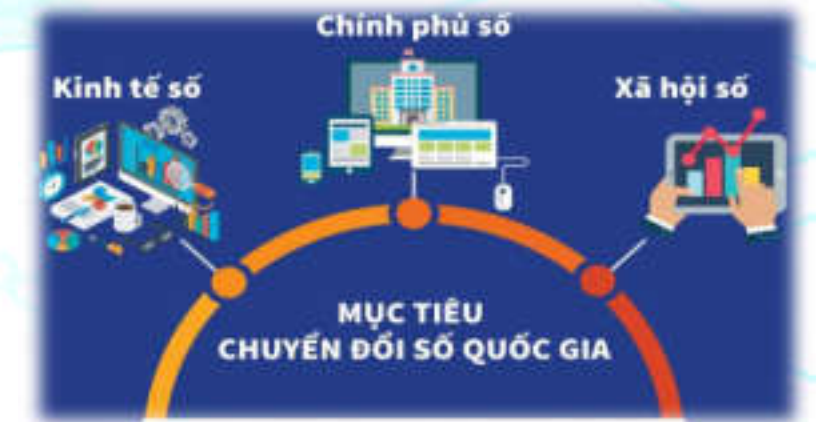 Chính phủ số
Kinh tế số
Xã hội số
MỤC TIÊU
CHUYỂN ĐỔI SỐ QUỐC GIA